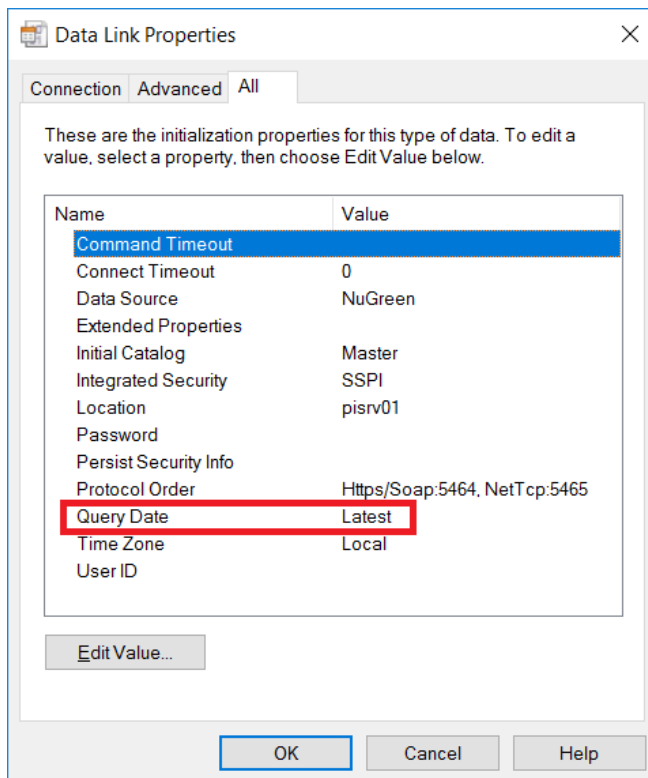 Data Link Properties
Connection Advanced All
These are the initialization properties for this type of data. To edit a
value, select a property, then choose Edit Value below.
Name Value
Command Timeout
Connect Timeout 0
Data Source NuGreen
Extended Properties
Initial Catalog Master
Integrated Security SSPI
Location pisrv01
Password
Persist Security Info
Protocol Order Https/Soap:5464, NetTcp:5465
Query Date Latest
Time Zone Local
User ID
Edit Value...
OK Cancel Help